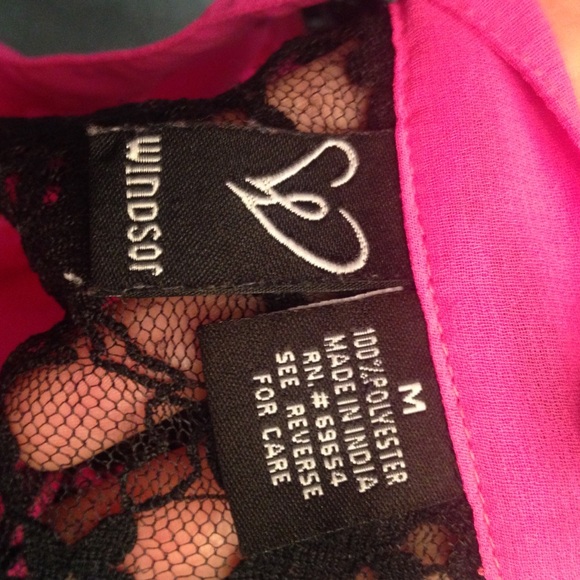 WINDSOR
M
100% POLYESTER
MADE IN INDIA
RN. # 69654
SEE REVERSE
FOR CARE